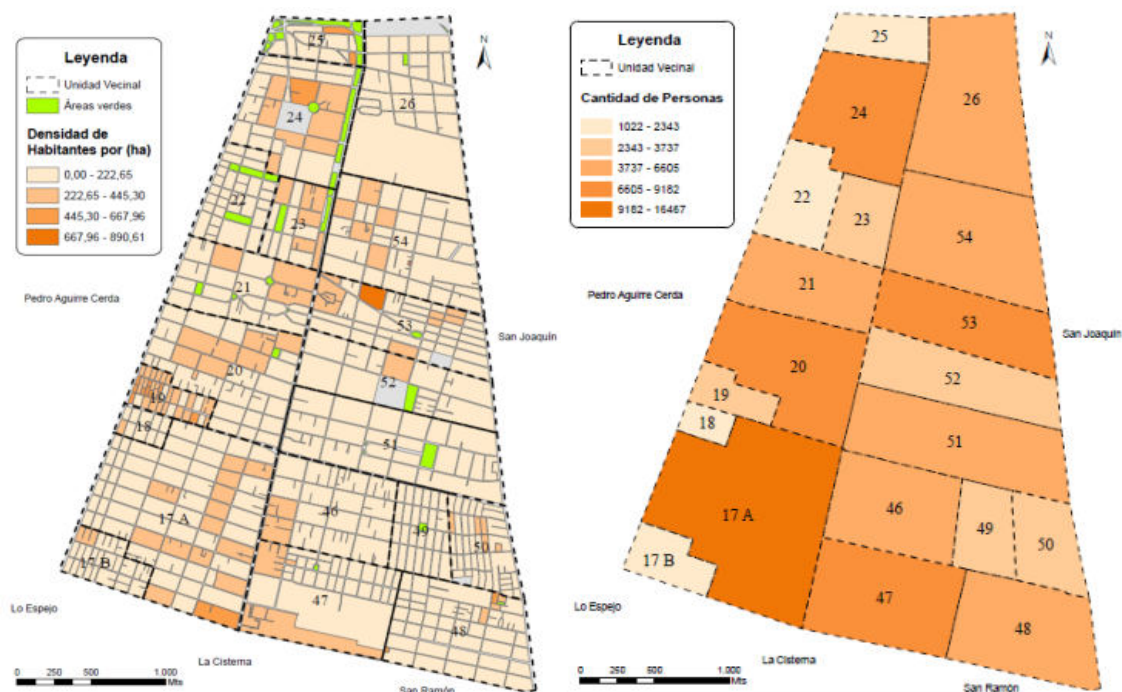 Leyenda
Unidad Vecinal
Áreas verdes
Densidad de
Habitantes por (ha)
0,00 - 222,65
222,65 - 445,30
445,30 - 667,96
667,96 - 890,61
N
25
26
24
22
23
54
21
53
20
52
19
18
51
17 A
46
49
50
17 B
47
48
Pedro Aguirre Cerda
San Joaquín
Lo Espejo
La Cisterna
San Ramón
0 250 500 750 1.000
Mts
Leyenda
Unidad Vecinal
Cantidad de Personas
1022 - 2343
2343 - 3737
3737 - 6605
6605 - 9182
9182 - 16467
N
25
26
24
22
23
54
21
53
20
52
19
18
51
17 A
46
49
50
17 B
47
48
Pedro Aguirre Cerda
San Joaquín
Lo Espejo
La Cisterna
San Ramón
0 250 500 750 1.000
Mts